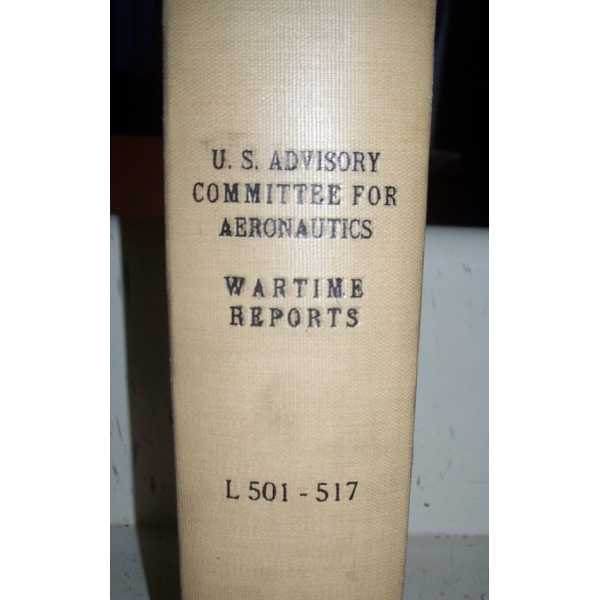 U. S. ADVISORY
COMMITTEE FOR
AERONAUTICS
WARTIME
REPORTS
L 501 - 517